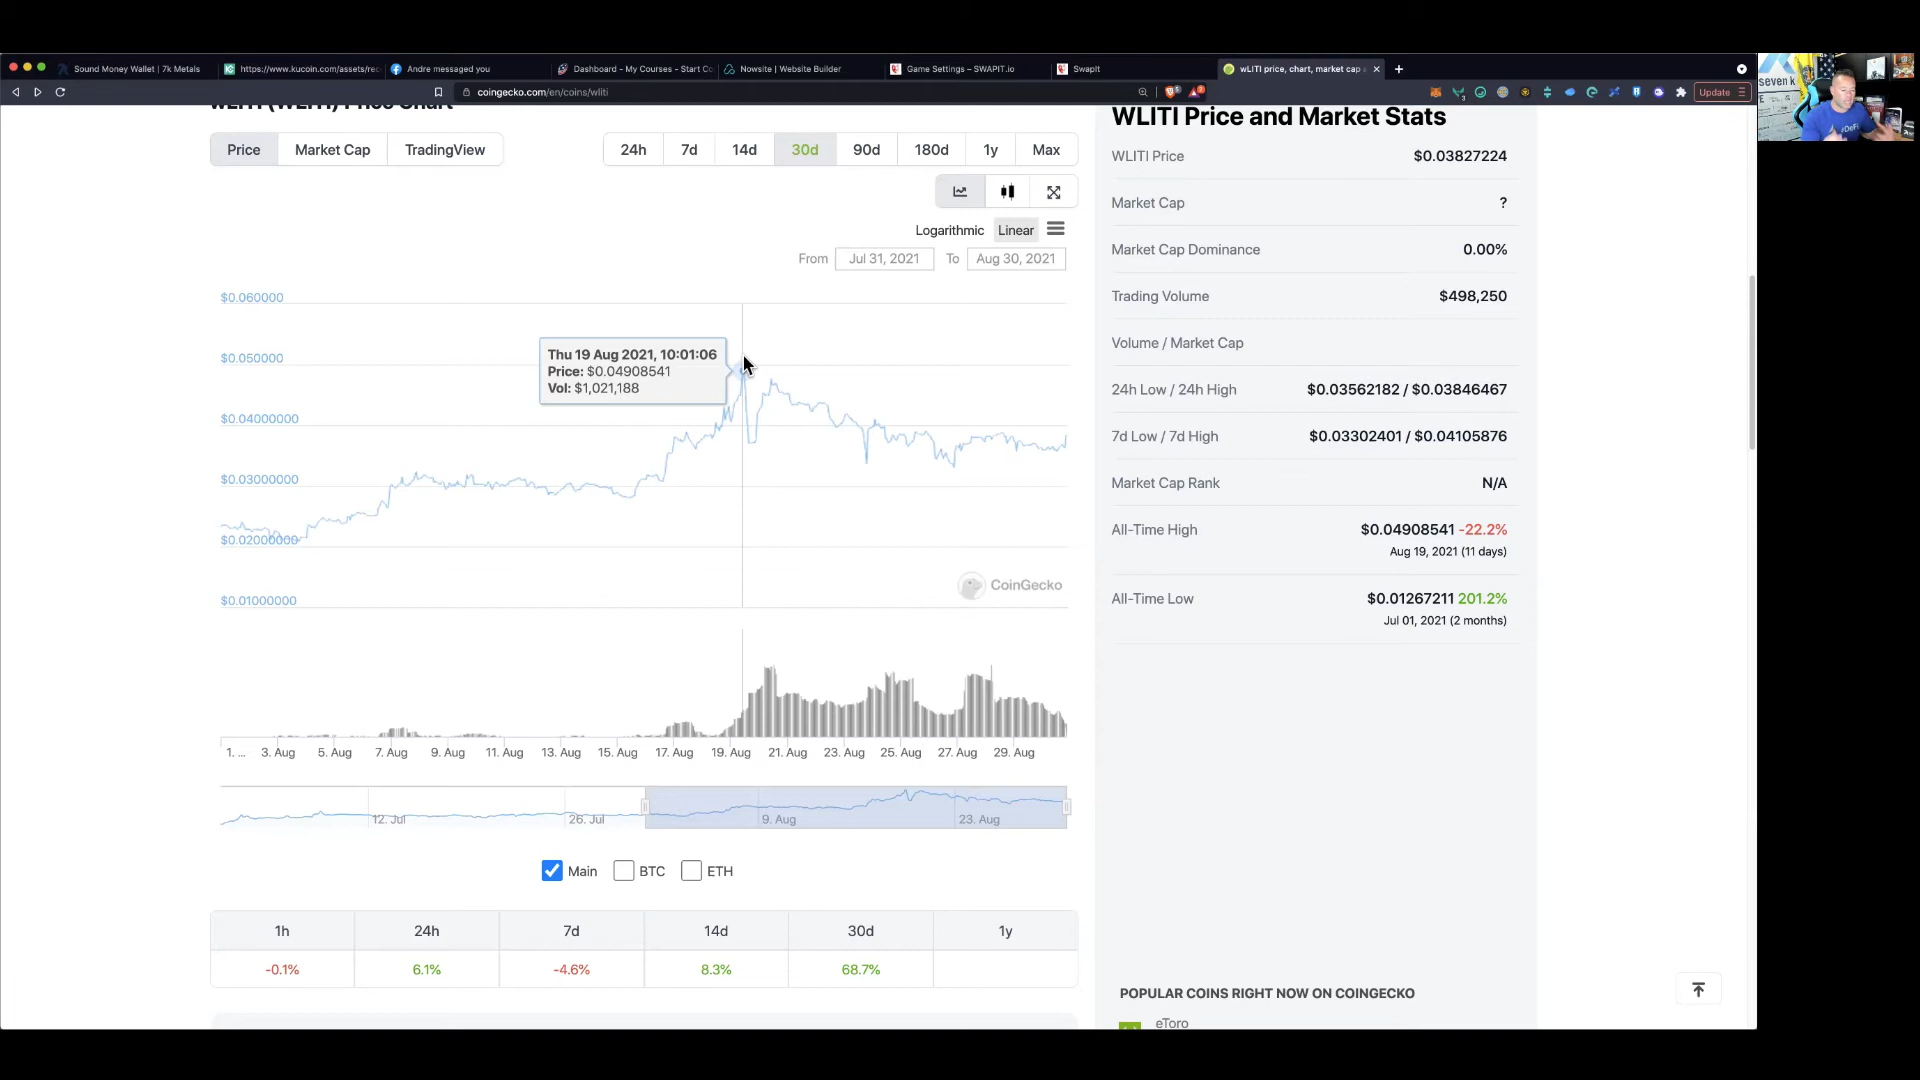 Sound Money Wallet | 7k Metals
https://www.kucoin.com/assets/rec
Andre messaged you
Dashboard - My Courses - Start Co
Nowsite | Website Builder
Game Settings – SWAPIT.io
SwapIt
wLITI price, chart, market cap
coingecko.com/en/coins/wliti
Update
seven k
wLITI (WLITI) Price Chart
Price
Market Cap
TradingView
24h
7d
14d
30d
90d
180d
1y
Max
Logarithmic
Linear
From
Jul 31, 2021
To
Aug 30, 2021
$0.060000
$0.050000
$0.04000000
$0.03000000
$0.02000000
$0.01000000
Thu 19 Aug 2021, 10:01:06
Price: $0.04908541
Vol: $1,021,188
CoinGecko
1. ...
3. Aug
5. Aug
7. Aug
9. Aug
11. Aug
13. Aug
15. Aug
17. Aug
19. Aug
21. Aug
23. Aug
25. Aug
27. Aug
29. Aug
12. Jul
26. Jul
9. Aug
23. Aug
Main
BTC
ETH
1h
24h
7d
14d
30d
1y
-0.1%
6.1%
-4.6%
8.3%
68.7%
WLITI Price and Market Stats
WLITI Price
$0.03827224
Market Cap
?
Market Cap Dominance
0.00%
Trading Volume
$498,250
Volume / Market Cap
24h Low / 24h High
$0.03562182 / $0.03846467
7d Low / 7d High
$0.03302401 / $0.04105876
Market Cap Rank
N/A
All-Time High
$0.04908541 -22.2%
Aug 19, 2021 (11 days)
All-Time Low
$0.01267211 201.2%
Jul 01, 2021 (2 months)
POPULAR COINS RIGHT NOW ON COINGECKO
eToro